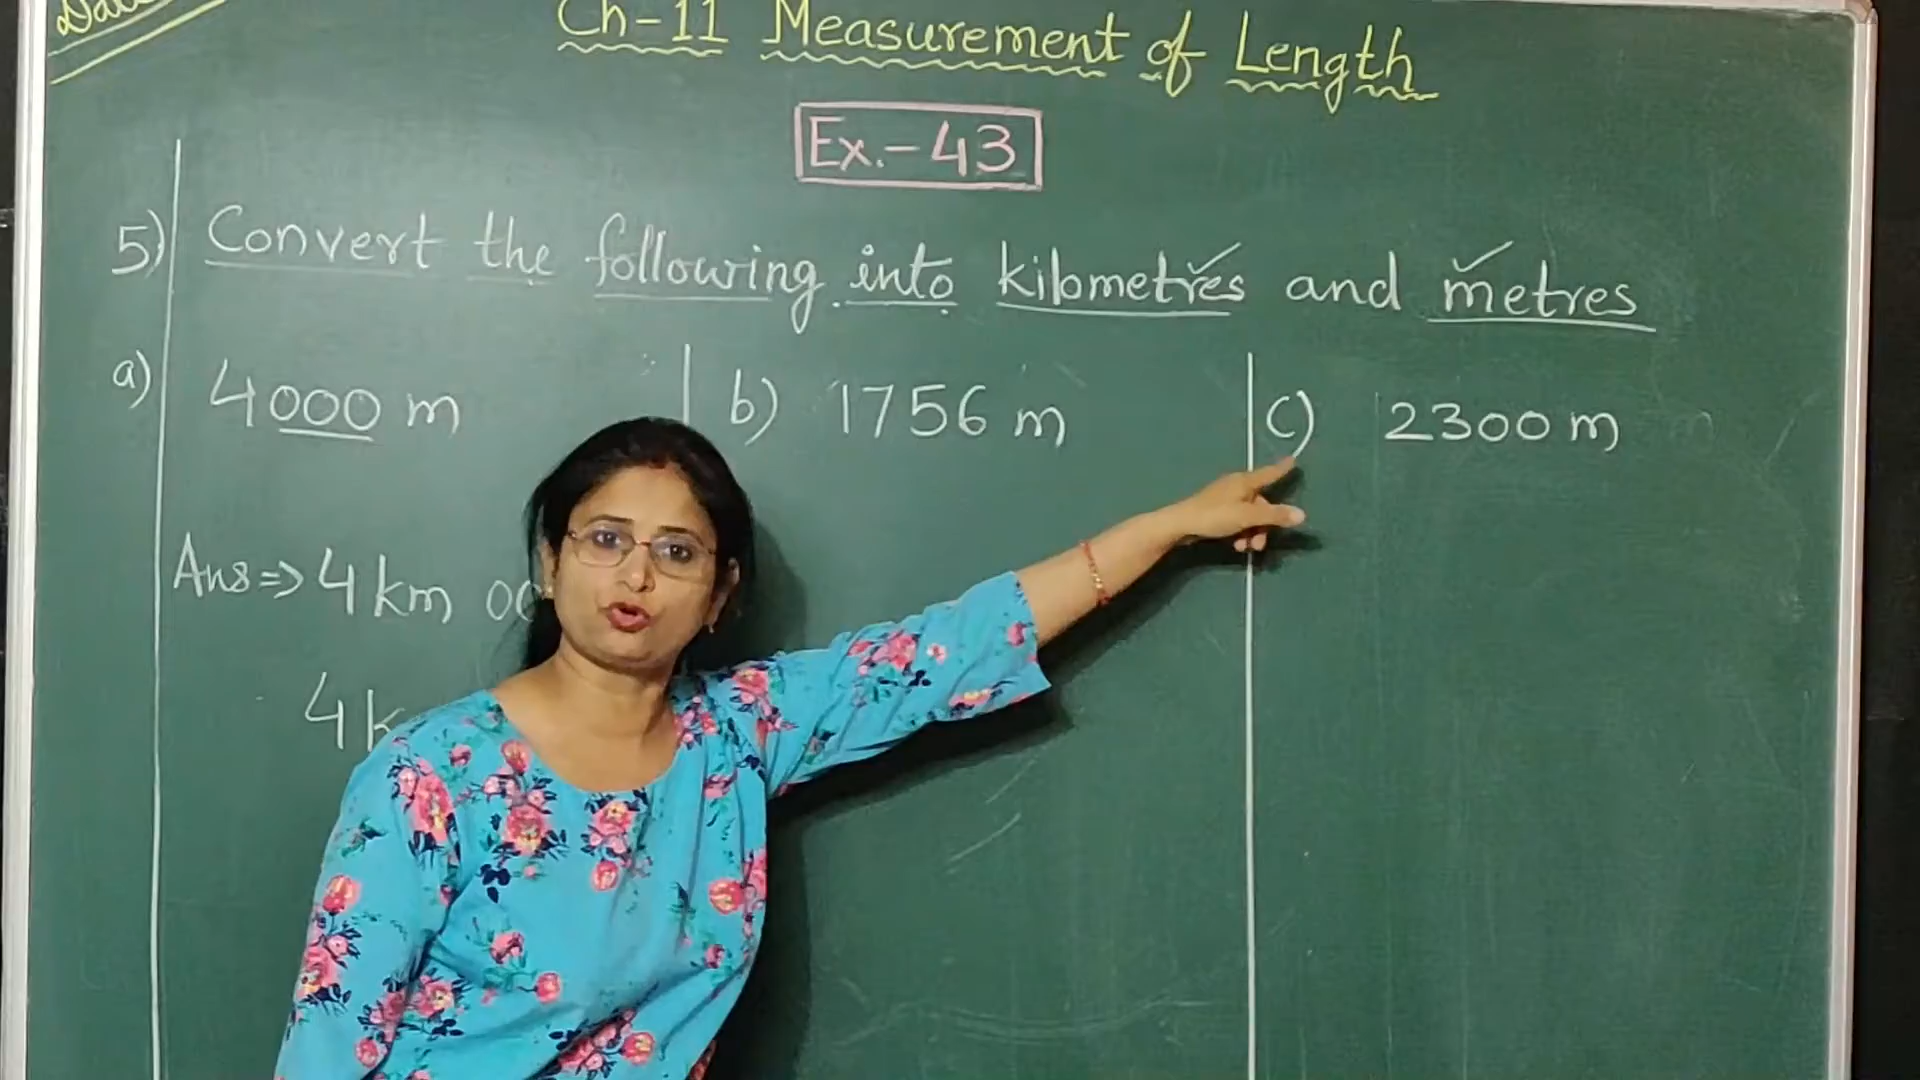 Ch-11 Measurement of Length
Ex.-43
5) Convert the following into kilometres and metres
a) 4000 m
b) 1756 m
c) 2300 m
Ans ⇒ 4 km
4